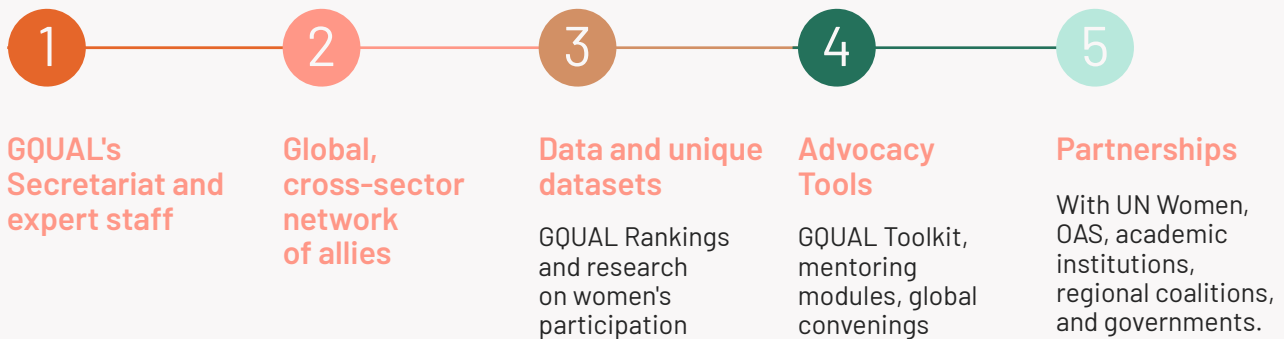 1
2
3
4
5
GQUAL's
Secretariat and
expert staff
Global,
cross-sector
network
of allies
Data and unique
datasets
GQUAL Rankings
and research
on women's
participation
Advocacy
Tools
GQUAL Toolkit,
mentoring
modules, global
convenings
Partnerships
With UN Women,
OAS, academic
institutions,
regional coalitions,
and governments.